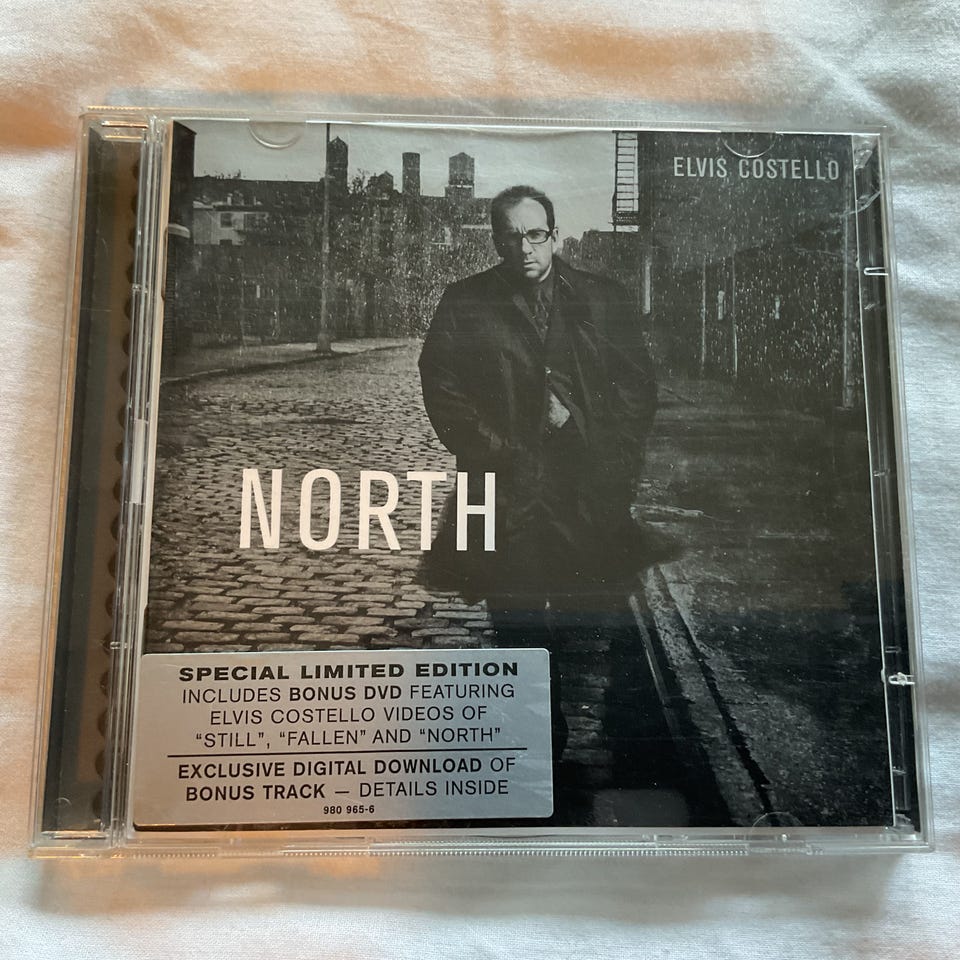 ELVIS COSTELLO
NORTH
SPECIAL LIMITED EDITION
INCLUDES BONUS DVD FEATURING
ELVIS COSTELLO VIDEOS OF
“STILL”, “FALLEN” AND “NORTH”
EXCLUSIVE DIGITAL DOWNLOAD OF
BONUS TRACK — DETAILS INSIDE
980 965-6